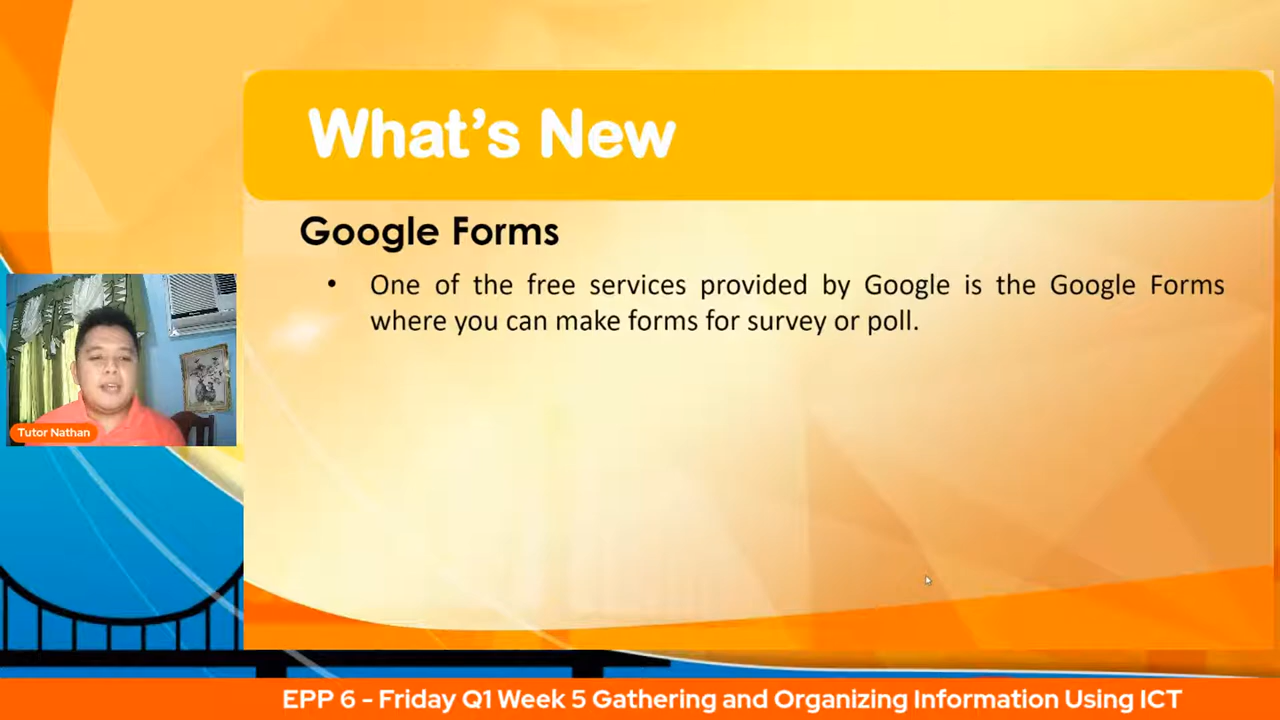 What's New
Google Forms
• One of the free services provided by Google is the Google Forms
where you can make forms for survey or poll.
Tutor Nathan
EPP 6 - Friday Q1 Week 5 Gathering and Organizing Information Using ICT